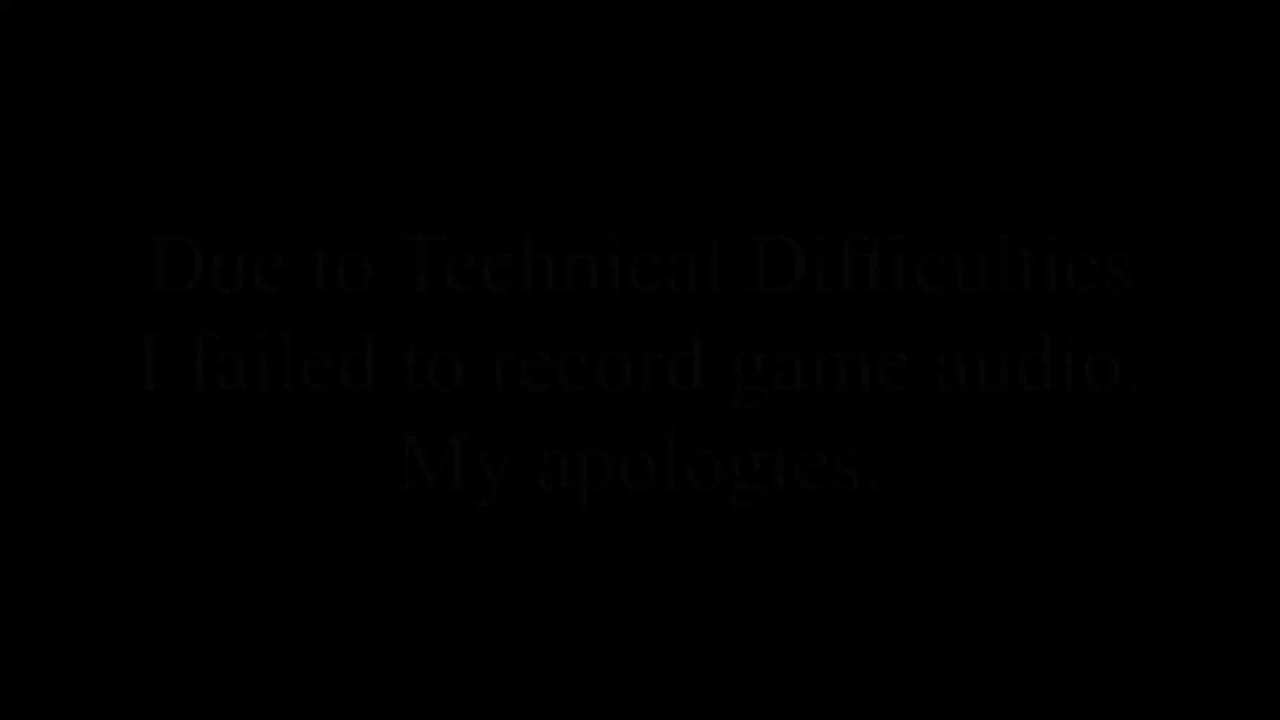 Due to Technical Difficulties
I failed to record game audio.
My apologies.